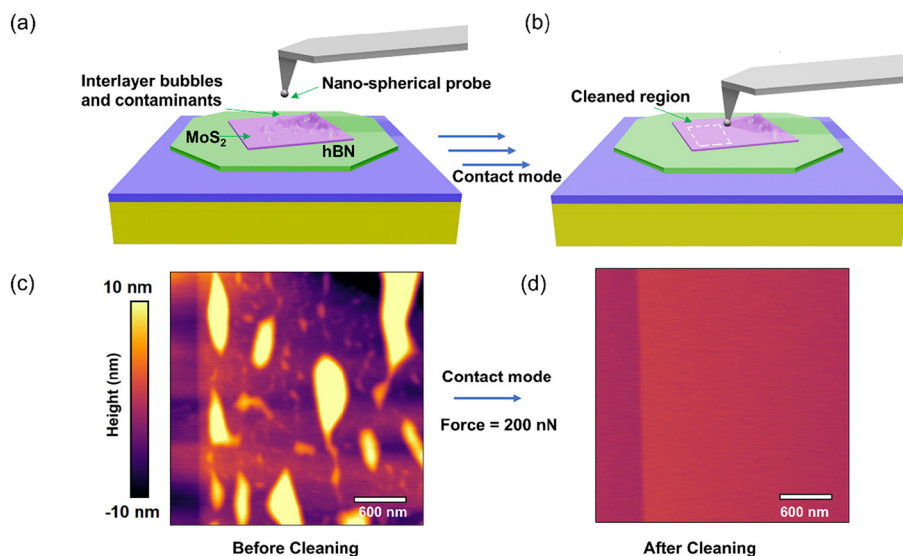 (a)
Interlayer bubbles
and contaminants
Nano-spherical probe
MoS₂
hBN
Contact mode
(b)
Cleaned region
(c)
10 nm
Height (nm)
-10 nm
600 nm
Before Cleaning
Contact mode
Force = 200 nN
(d)
600 nm
After Cleaning